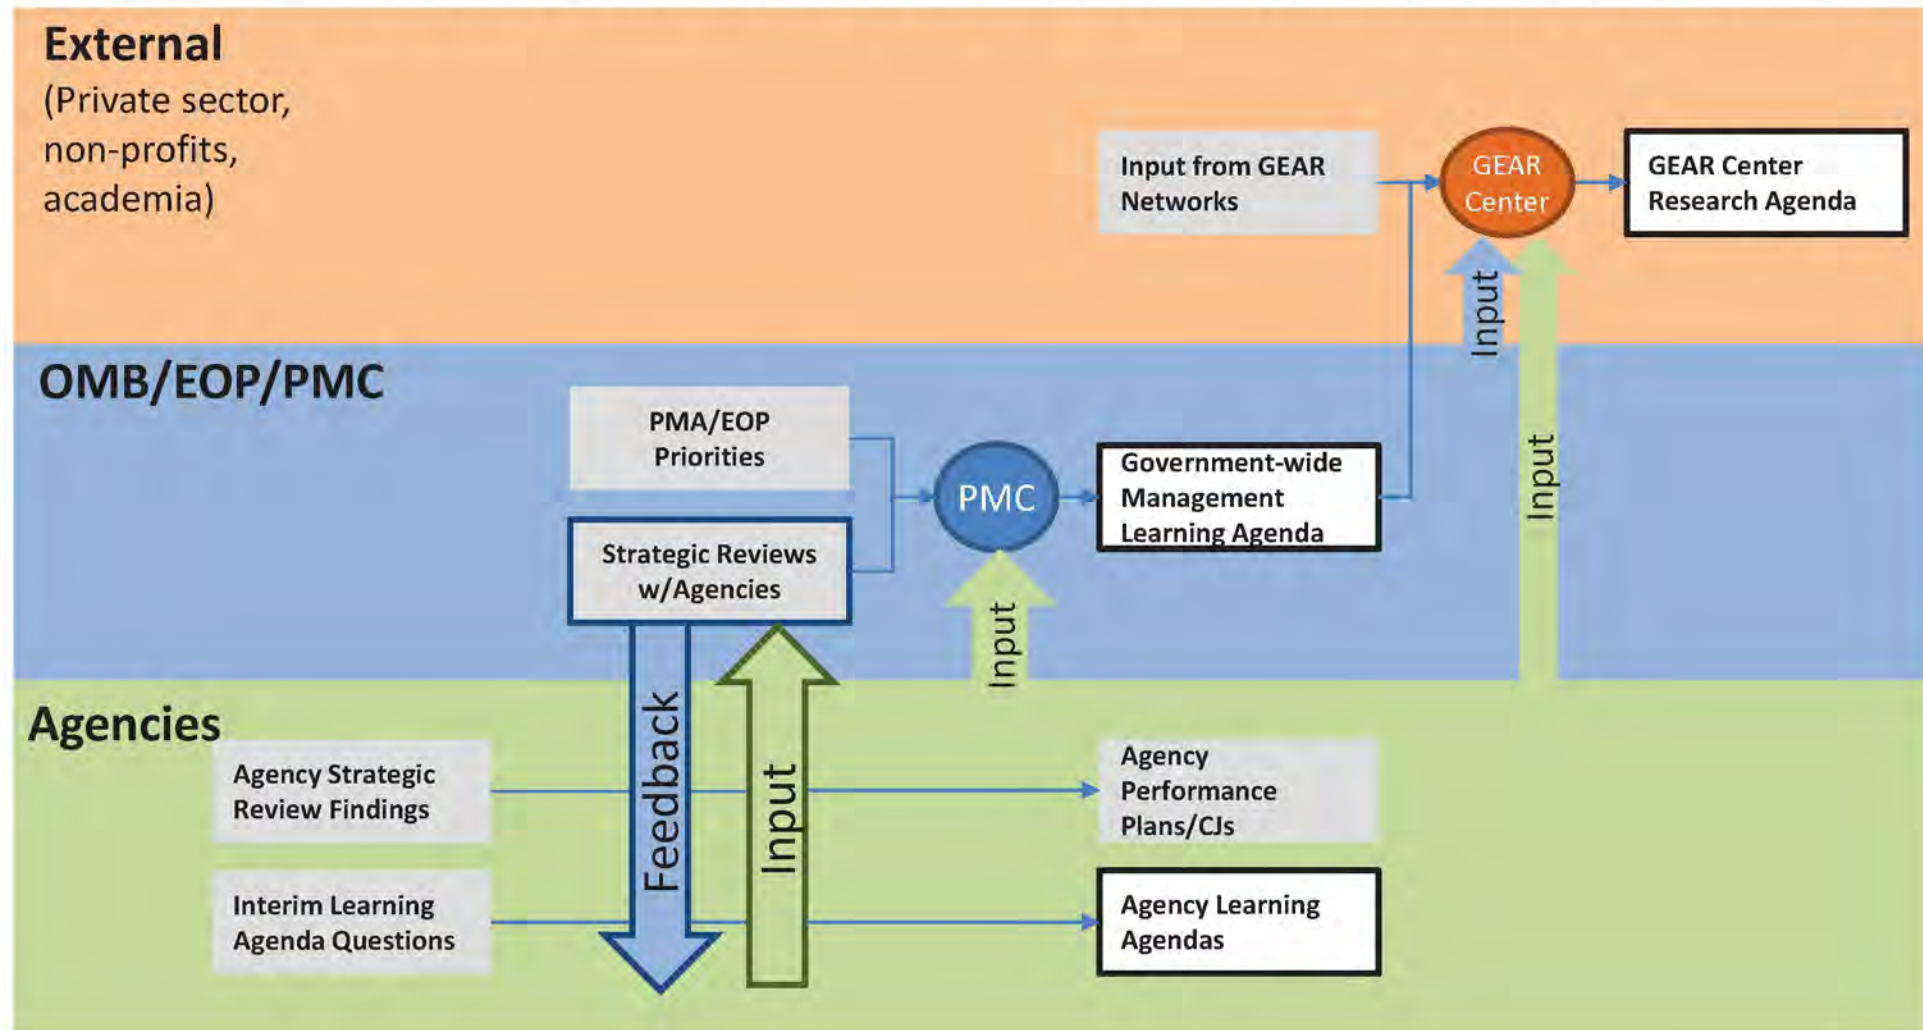 External
(Private sector,
non-profits,
academia)
Input from GEAR
Networks
GEAR
Center
GEAR Center
Research Agenda
Input
Input
OMB/EOP/PMC
PMA/EOP
Priorities
Strategic Reviews
w/Agencies
PMC
Government-wide
Management
Learning Agenda
Input
Feedback
Input
Agencies
Agency Strategic
Review Findings
Agency
Performance
Plans/CJs
Interim Learning
Agenda Questions
Agency Learning
Agendas